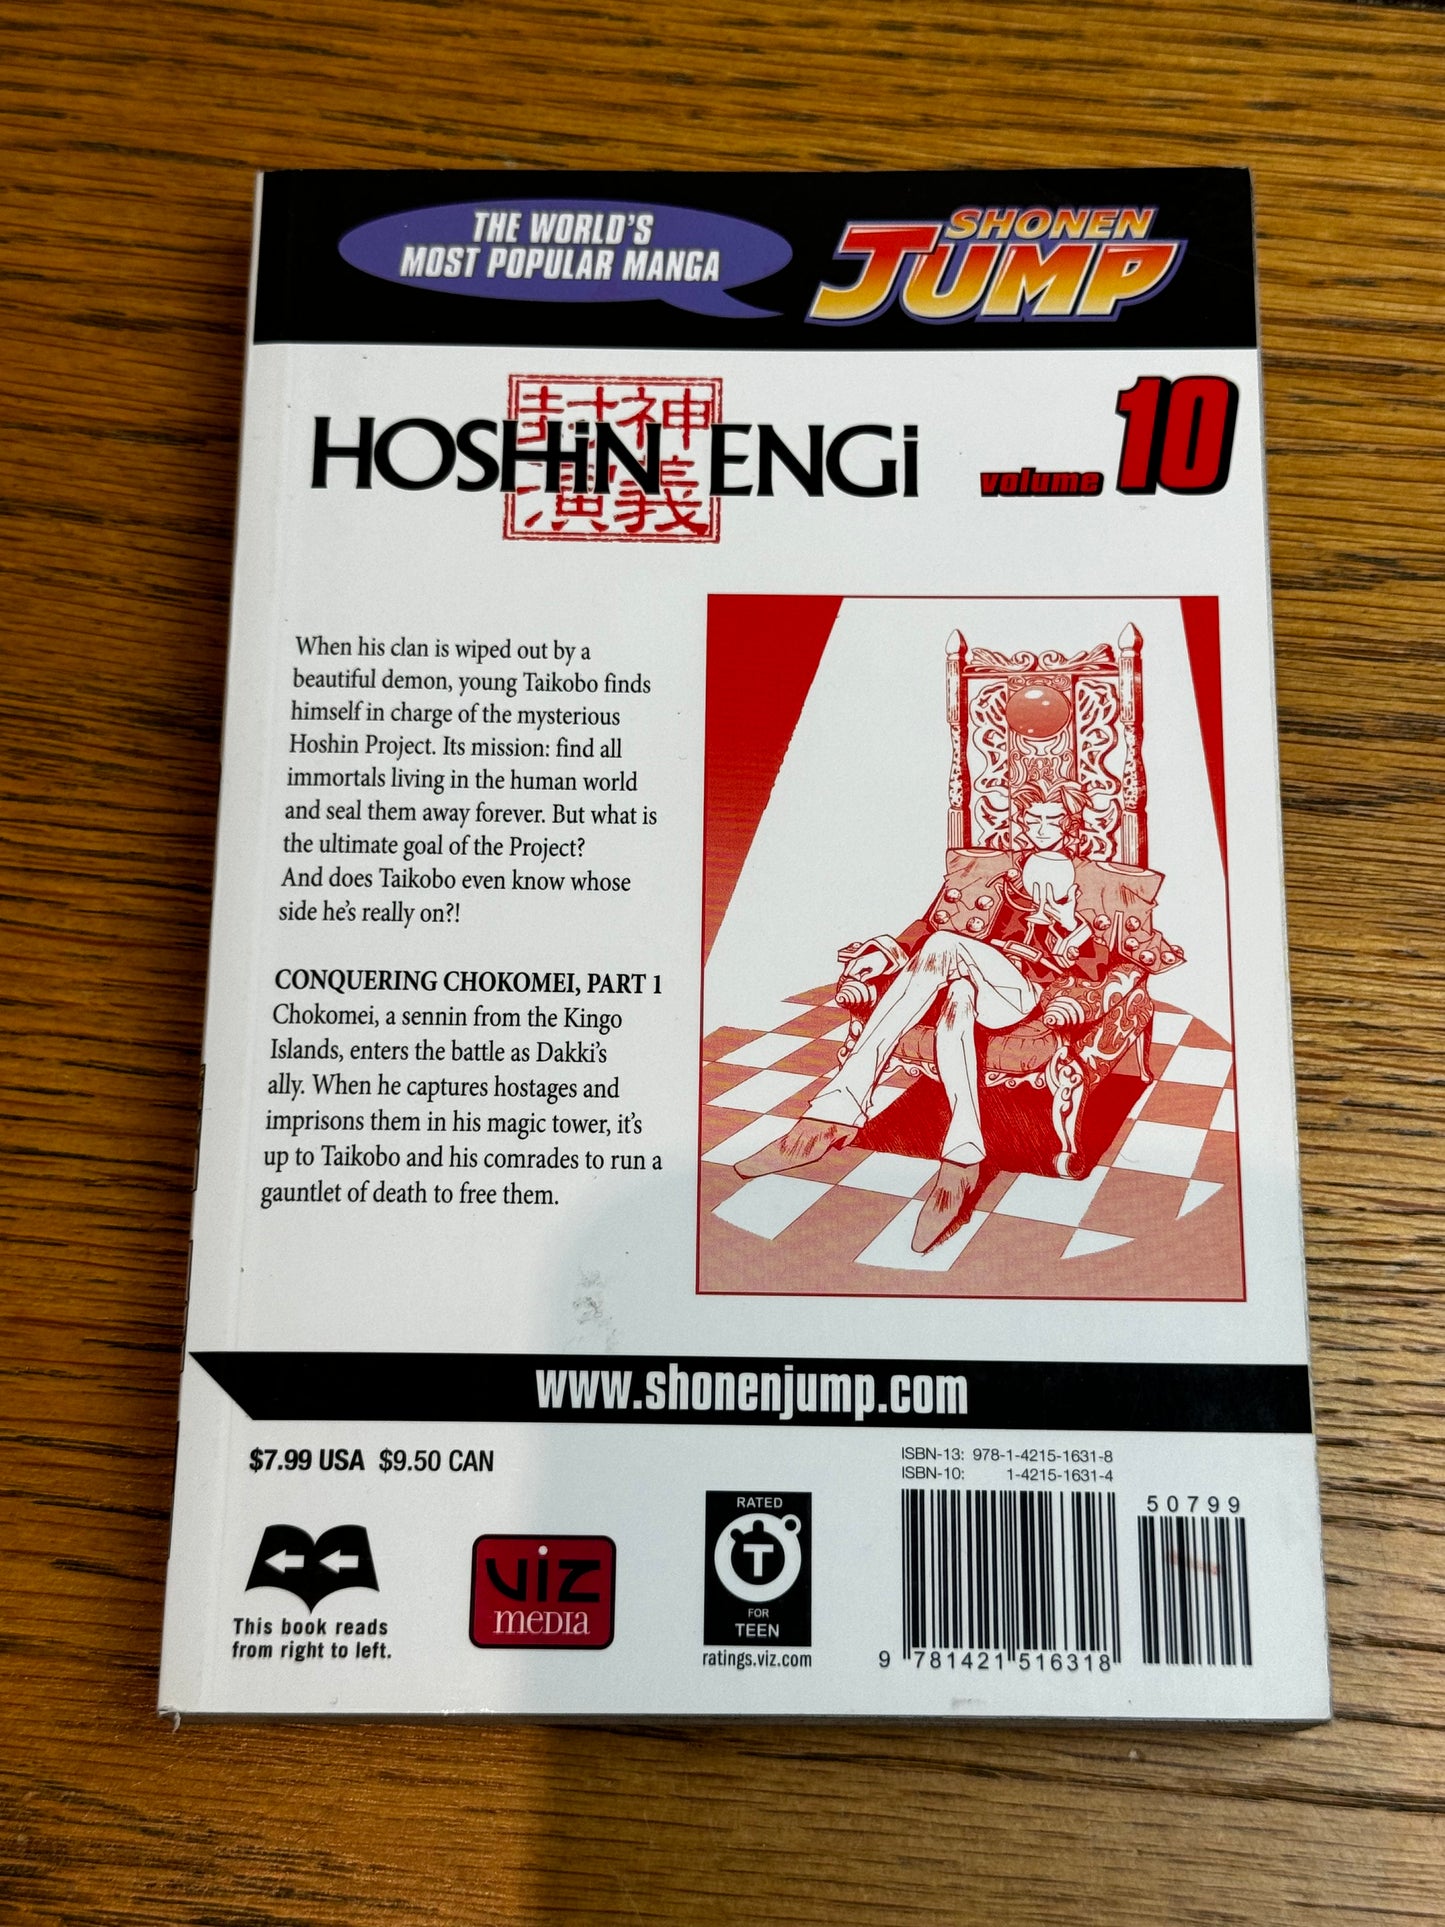 THE WORLD'S
MOST POPULAR MANGA
SHONEN
JUMP
封神
演義
HOSHiN ENGi
volume 10
When his clan is wiped out by a
beautiful demon, young Taikobo finds
himself in charge of the mysterious
Hoshin Project. Its mission: find all
immortals living in the human world
and seal them away forever. But what is
the ultimate goal of the Project?
And does Taikobo even know whose
side he's really on?!
CONQUERING CHOKOMEI, PART 1
Chokomei, a sennin from the Kingo
Islands, enters the battle as Dakki's
ally. When he captures hostages and
imprisons them in his magic tower, it's
up to Taikobo and his comrades to run a
gauntlet of death to free them.
www.shonenjump.com
$7.99 USA $9.50 CAN
This book reads
from right to left.
viz
media
RATED
T
FOR
TEEN
ratings.viz.com
ISBN-13: 978-1-4215-1631-8
ISBN-10: 1-4215-1631-4
50799
9 781421 516318